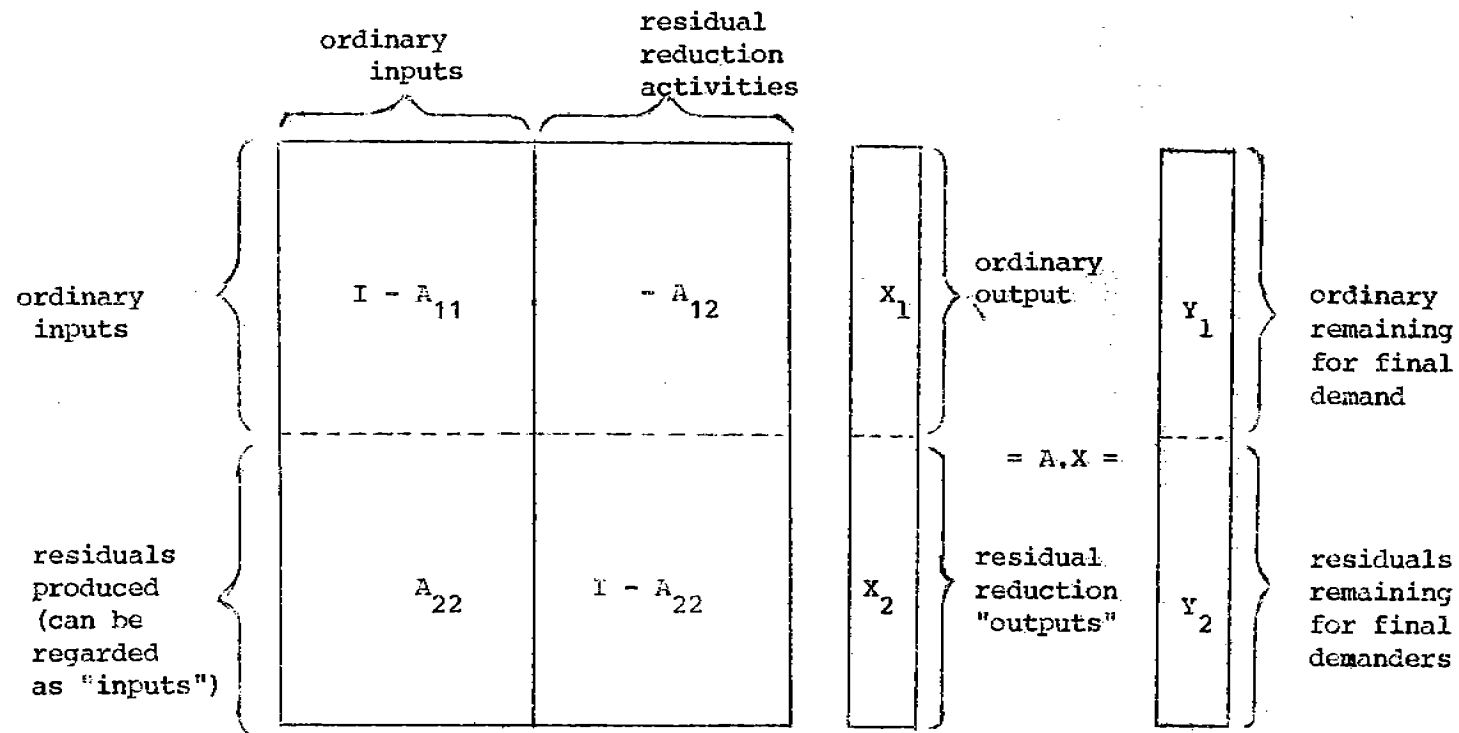 ordinary
inputs
residual
reduction
activities
ordinary
inputs
I - A11
- A12
X1
ordinary
output
Y1
ordinary
remaining
for final
demand
= A.X =
residuals
produced
(can be
regarded
as "inputs")
A22
I - A22
X2
residual
reduction
"outputs"
Y2
residuals
remaining
for final
demanders